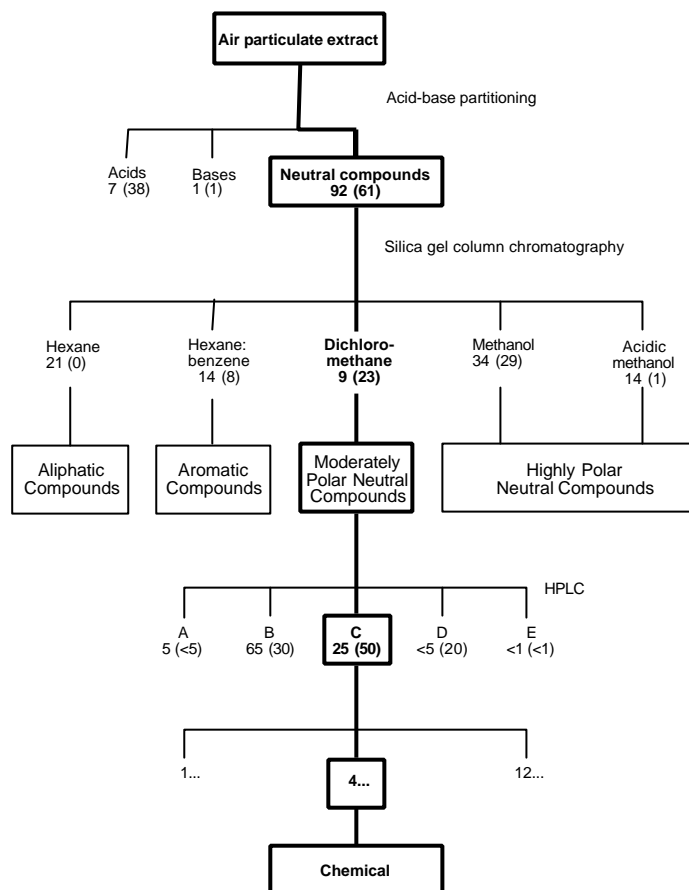 Air particulate extract
Acid-base partitioning
Acids
7 (38)
Bases
1 (1)
Neutral compounds
92 (61)
Silica gel column chromatography
Hexane
21 (0)
Hexane:
benzene
14 (8)
Dichloro-
methane
9 (23)
Methanol
34 (29)
Acidic
methanol
14 (1)
Aliphatic
Compounds
Aromatic
Compounds
Moderately
Polar Neutral
Compounds
Highly Polar
Neutral Compounds
HPLC
A
5 (<5)
B
65 (30)
C
25 (50)
D
<5 (20)
E
<1 (<1)
1...
4...
12...
Chemical